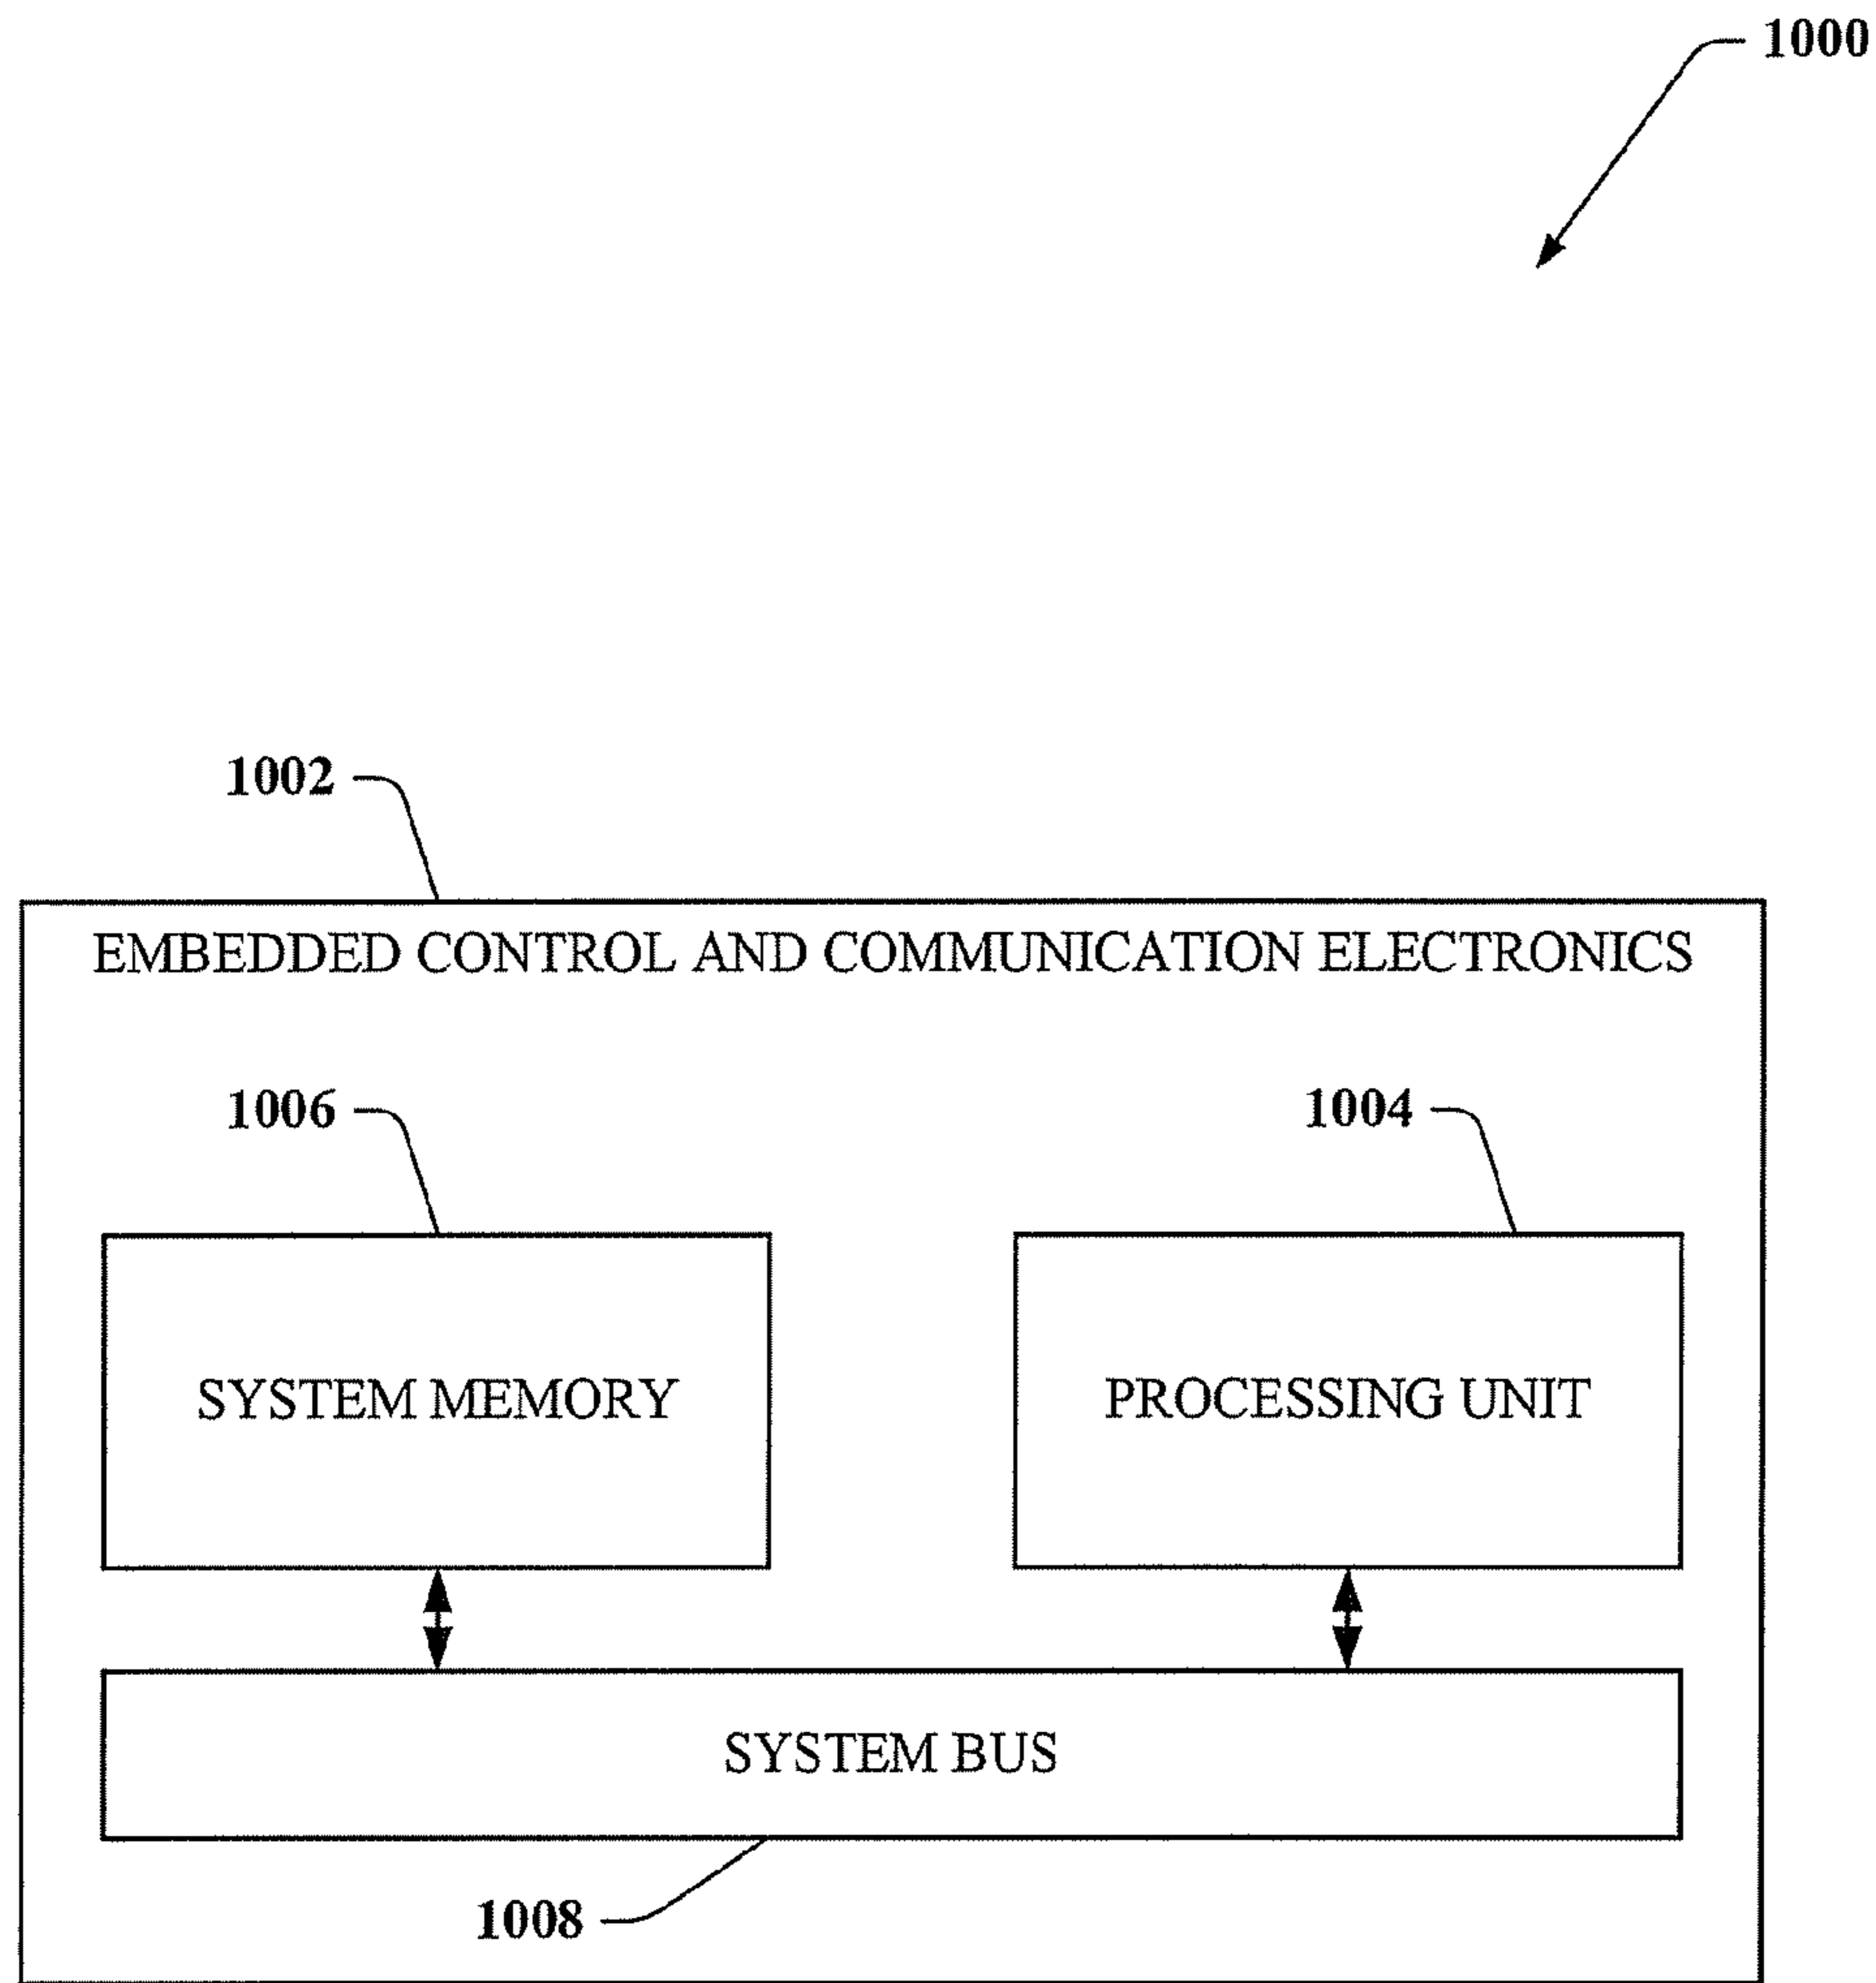 1000
1002
EMBEDDED CONTROL AND COMMUNICATION ELECTRONICS
1006
1004
SYSTEM MEMORY
PROCESSING UNIT
SYSTEM BUS
1008